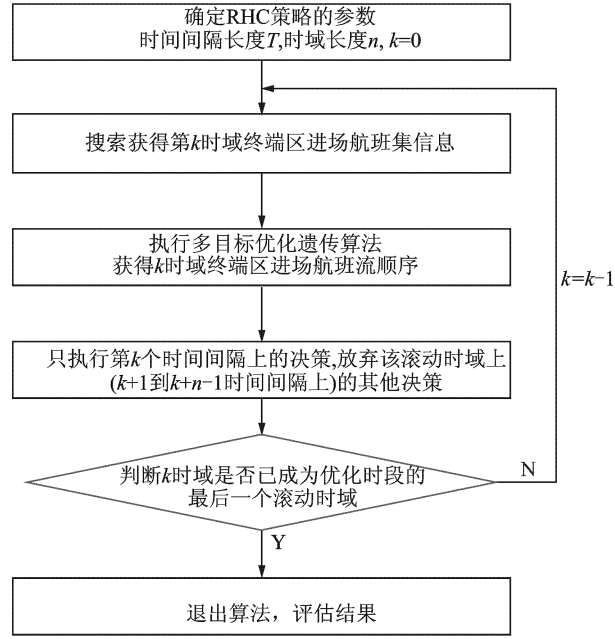 确定RHC策略的参数
时间间隔长度T,时域长度n, k=0
搜索获得第k时域终端区进场航班集信息
执行多目标优化遗传算法
获得k时域终端区进场航班流顺序
k=k-1
只执行第k个时间间隔上的决策,放弃该滚动时域上
(k+1到k+n-1时间间隔上)的其他决策
判断k时域是否已成为优化时段的
最后一个滚动时域
N
Y
退出算法，评估结果